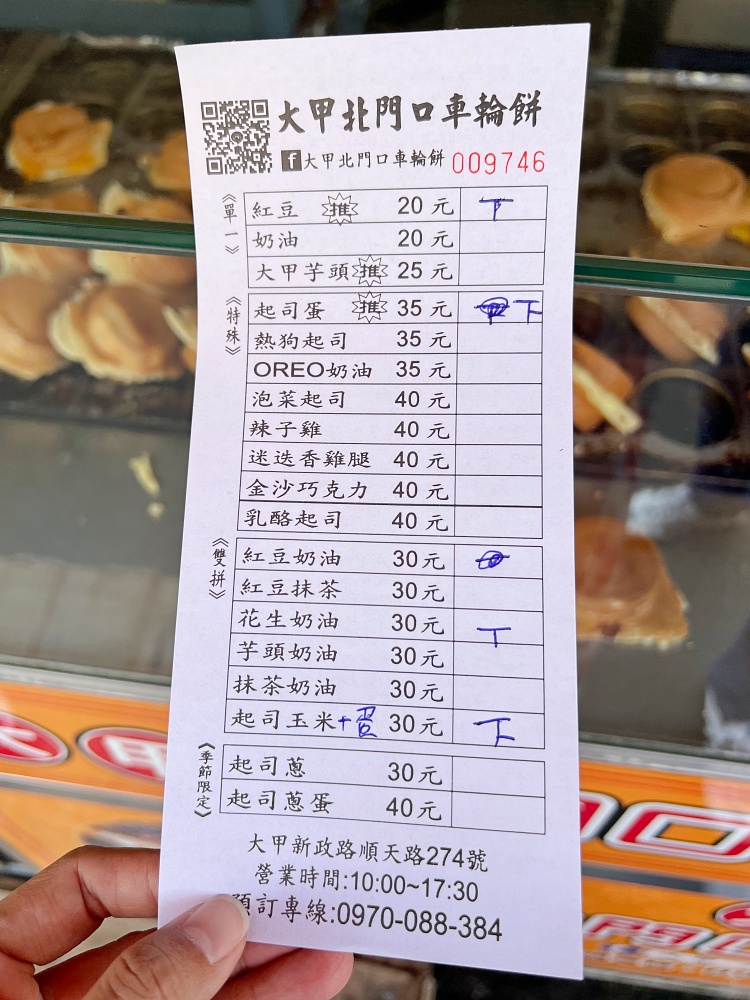 大甲北門口車輪餅
f大甲北門口車輪餅 009746
《單一》
紅豆 推 20元 T
奶油 20元
大甲芋頭 推 25元
《特殊》
起司蛋 推 35元 下
熱狗起司 35元
OREO奶油 35元
泡菜起司 40元
辣子雞 40元
迷迭香雞腿 40元
金沙巧克力 40元
乳酪起司 40元
《雙拼》
紅豆奶油 30元
紅豆抹茶 30元
花生奶油 30元 T
芋頭奶油 30元
抹茶奶油 30元
起司玉米+蛋 30元 下
《季節限定》
起司蔥 30元
起司蔥蛋 40元
大甲新政路順天路274號
營業時間:10:00~17:30
預訂專線:0970-088-384